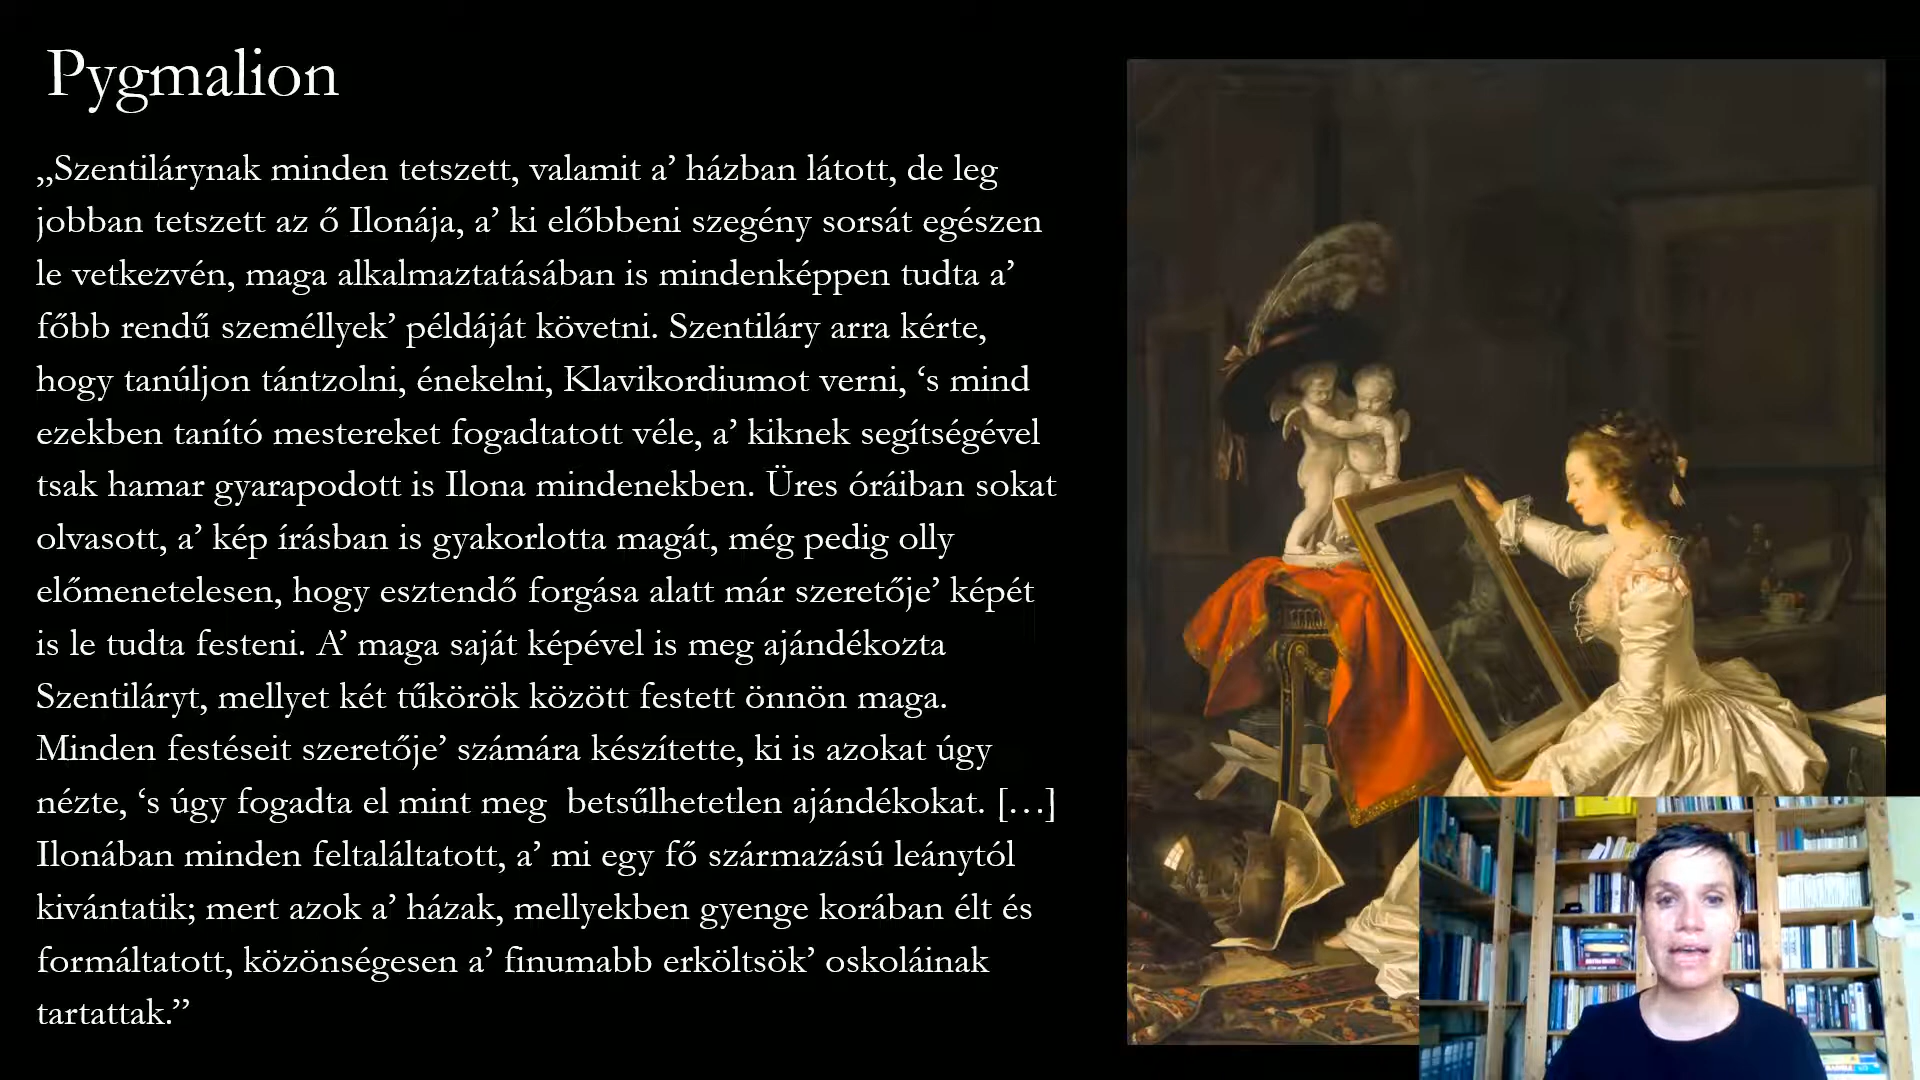 Pygmalion
„Szentilárynak minden tetszett, valamit a’ házban látott, de leg
jobban tetszett az ő Ilonája, a’ ki előbbeni szegény sorsát egészen
le vetkezvén, maga alkalmaztatásában is mindenképpen tudta a’
főbb rendű személlyek’ példáját követni. Szentiláry arra kérte,
hogy tanúljon tántzolni, énekelni, Klavikordiumot verni, ‘s mind
ezekben tanító mestereket fogadtatott véle, a’ kiknek segítségével
tsak hamar gyarapodott is Ilona mindenekben. Üres óráiban sokat
olvasott, a’ kép írásban is gyakorlotta magát, még pedig olly
előmenetelesen, hogy esztendő forgása alatt már szeretője’ képét
is le tudta festeni. A’ maga saját képével is meg ajándékozta
Szentiláryt, mellyet két tűkörök között festett önnön maga.
Minden festéseit szeretője’ számára készítette, ki is azokat úgy
nézte, ‘s úgy fogadta el mint meg  betsűlhetetlen ajándékokat. […]
Ilonában minden feltaláltatott, a’ mi egy fő származású leánytól
kivántatik; mert azok a’ házak, mellyekben gyenge korában élt és
formáltatott, közönségesen a’ finumabb erköltsök’ oskoláinak
tartattak.”